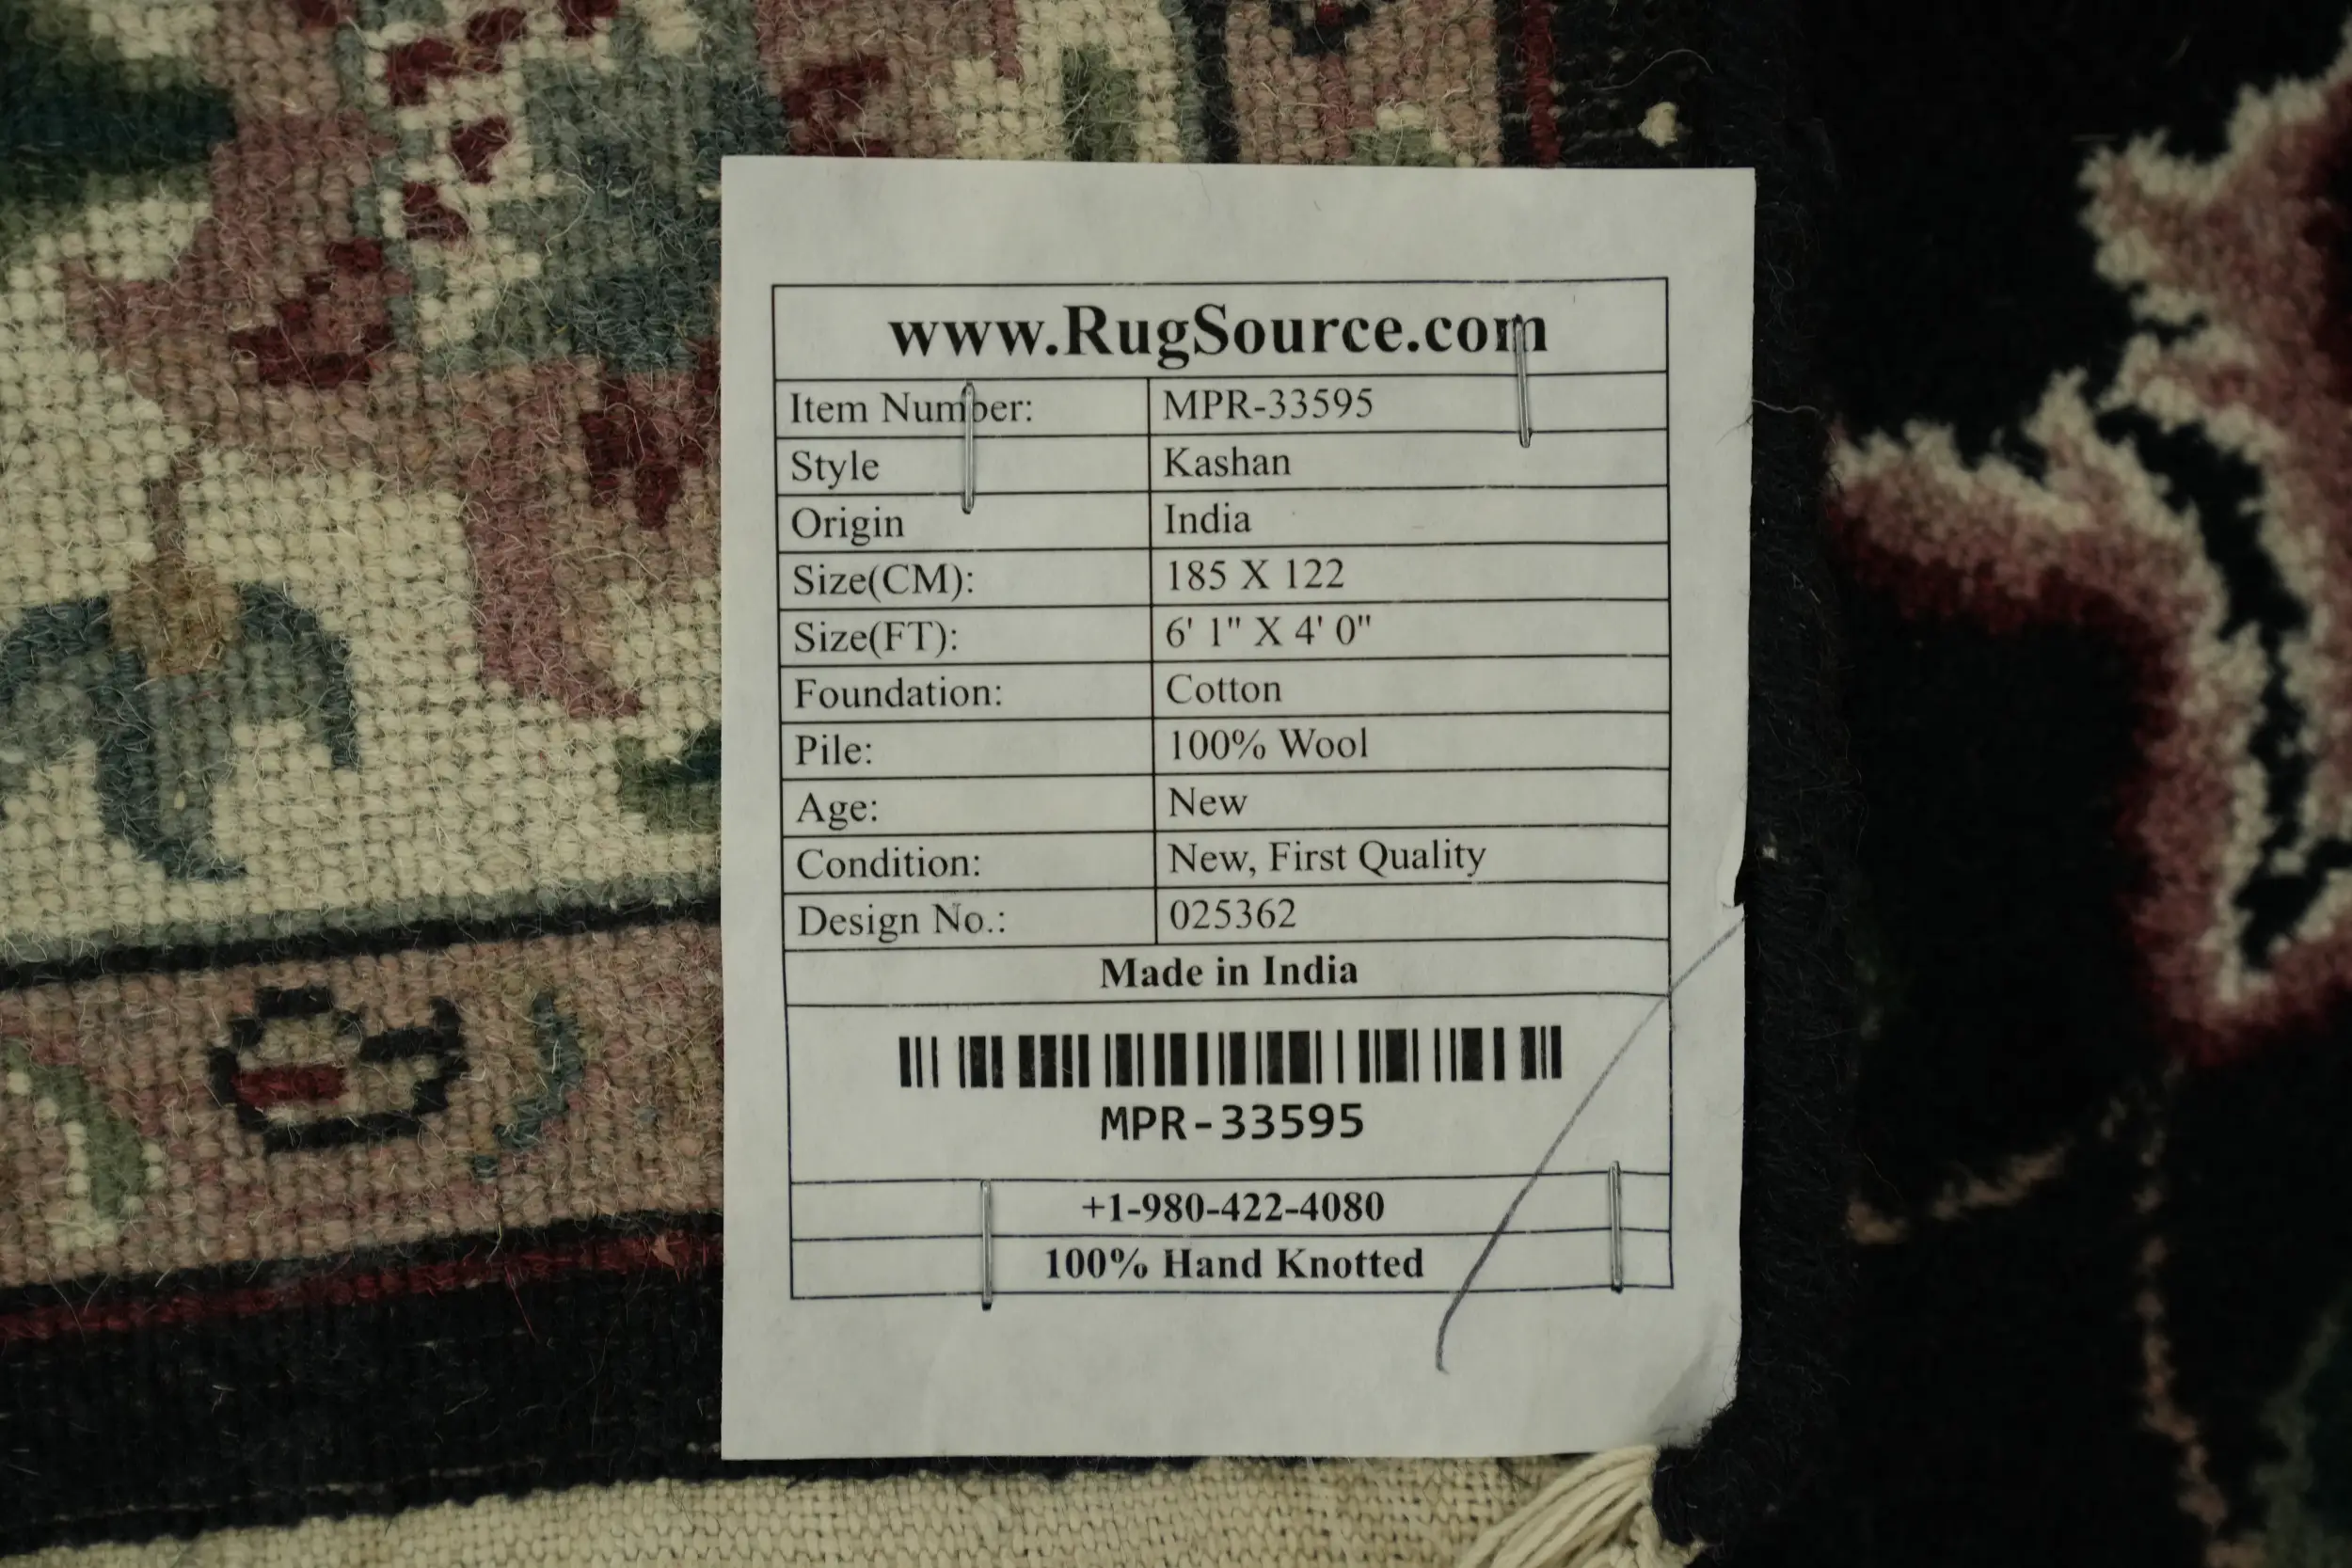 www.RugSource.com
Item Number: MPR-33595
Style Kashan
Origin India
Size(CM): 185 X 122
Size(FT): 6' 1" X 4' 0"
Foundation: Cotton
Pile: 100% Wool
Age: New
Condition: New, First Quality
Design No.: 025362
Made in India
MPR-33595
+1-980-422-4080
100% Hand Knotted